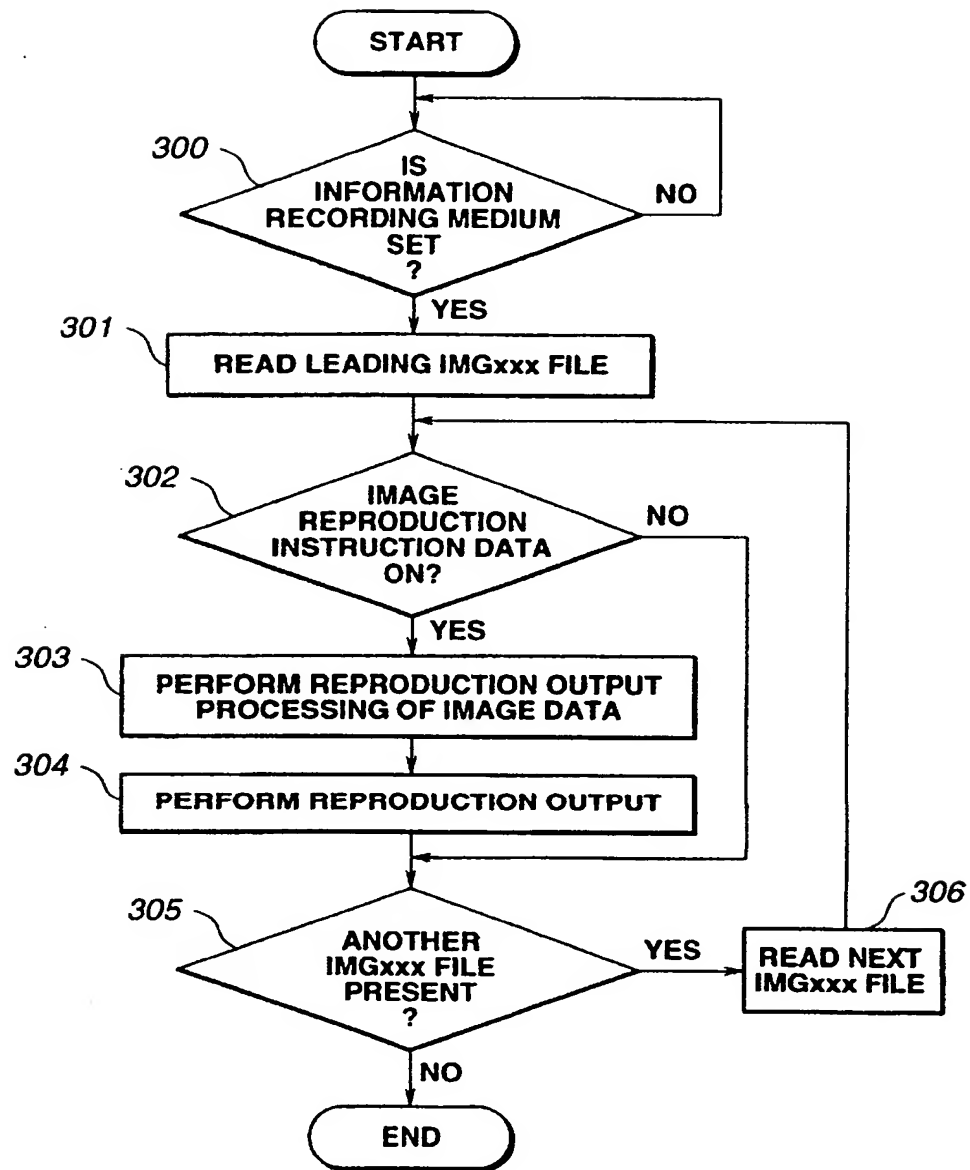 START
300
IS
INFORMATION
RECORDING MEDIUM
SET
?
NO
YES
301
READ LEADING IMGxxx FILE
302
IMAGE
REPRODUCTION
INSTRUCTION DATA
ON?
NO
YES
303
PERFORM REPRODUCTION OUTPUT
PROCESSING OF IMAGE DATA
304
PERFORM REPRODUCTION OUTPUT
305
ANOTHER
IMGxxx FILE
PRESENT
?
YES
306
READ NEXT
IMGxxx FILE
NO
END